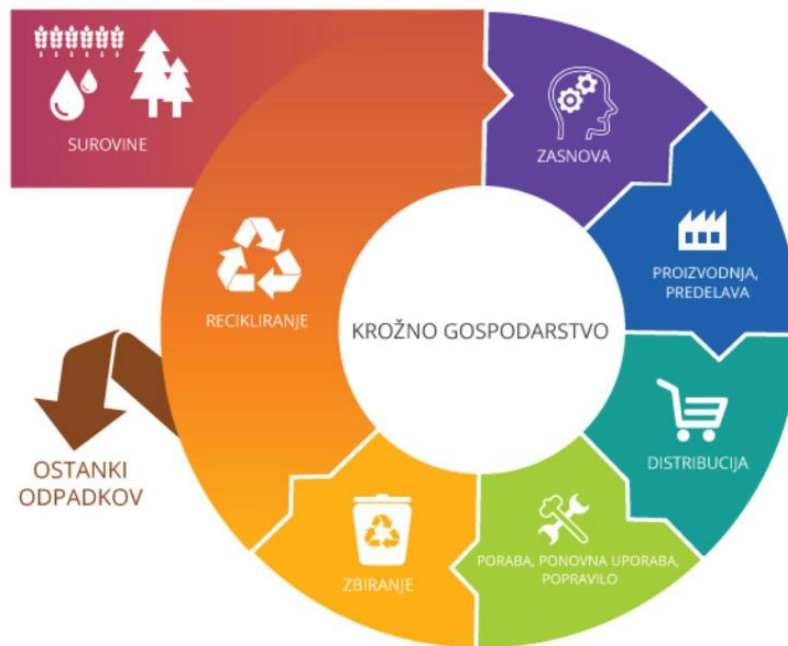 SUROVINE
ZASNOVA
PROIZVODNJA,
PREDELAVA
DISTRIBUCIJA
PORABA, PONOVNA UPORABA,
POPRAVILO
ZBIRANJE
RECIKLIRANJE
OSTANKI
ODPADKOV
KROŽNO GOSPODARSTVO